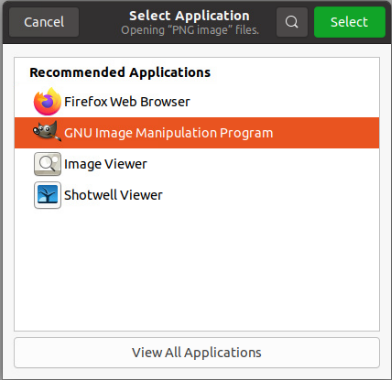 Cancel
Select Application
Opening “PNG image” files.
Select
Recommended Applications
Firefox Web Browser
GNU Image Manipulation Program
Image Viewer
Shotwell Viewer
View All Applications